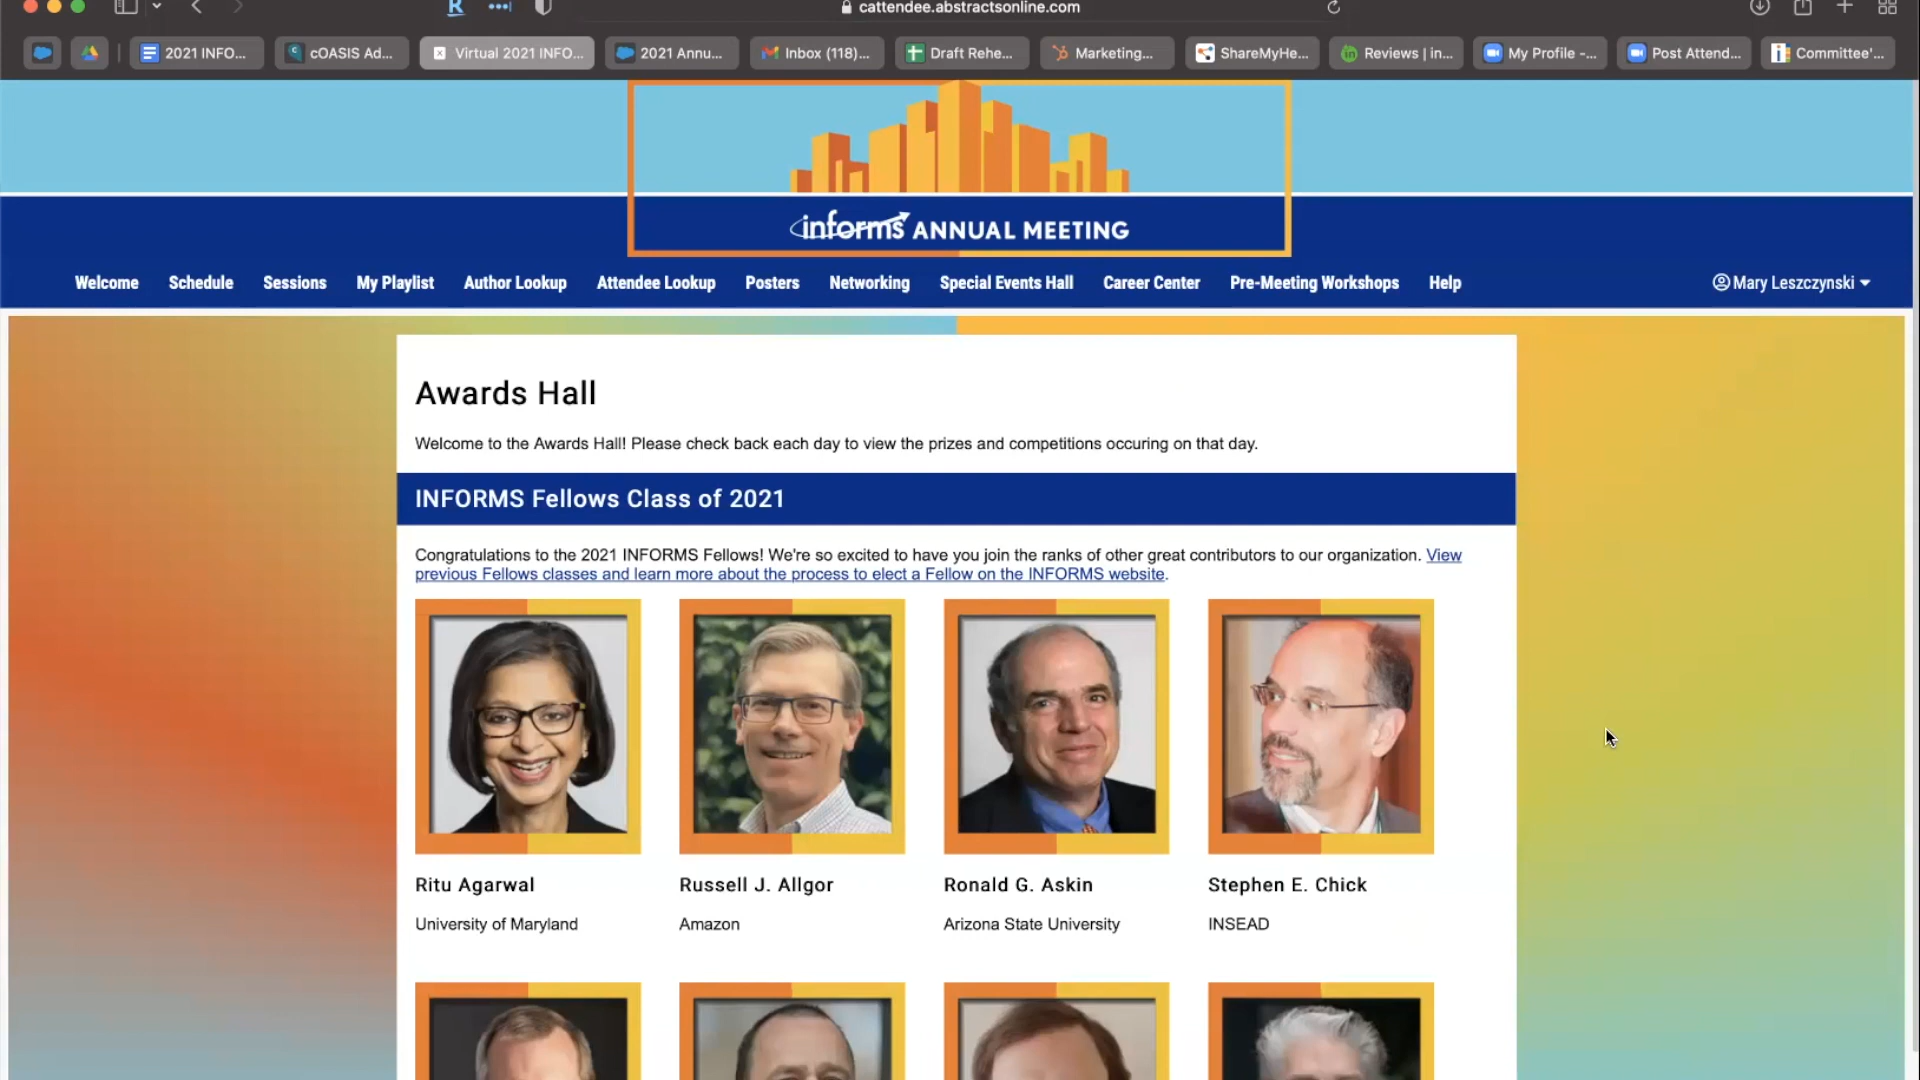 cattendee.abstractsonline.com
2021 INFO...
cOASIS Ad...
Virtual 2021 INFO...
2021 Annu...
Inbox (118)...
Draft Rehe...
Marketing...
ShareMyHe...
Reviews | in...
My Profile -...
Post Attend...
Committee'...
informs ANNUAL MEETING
Welcome
Schedule
Sessions
My Playlist
Author Lookup
Attendee Lookup
Posters
Networking
Special Events Hall
Career Center
Pre-Meeting Workshops
Help
Mary Leszczynski
Awards Hall
Welcome to the Awards Hall! Please check back each day to view the prizes and competitions occuring on that day.
INFORMS Fellows Class of 2021
Congratulations to the 2021 INFORMS Fellows! We're so excited to have you join the ranks of other great contributors to our organization. View
previous Fellows classes and learn more about the process to elect a Fellow on the INFORMS website.
Ritu Agarwal
University of Maryland
Russell J. Allgor
Amazon
Ronald G. Askin
Arizona State University
Stephen E. Chick
INSEAD